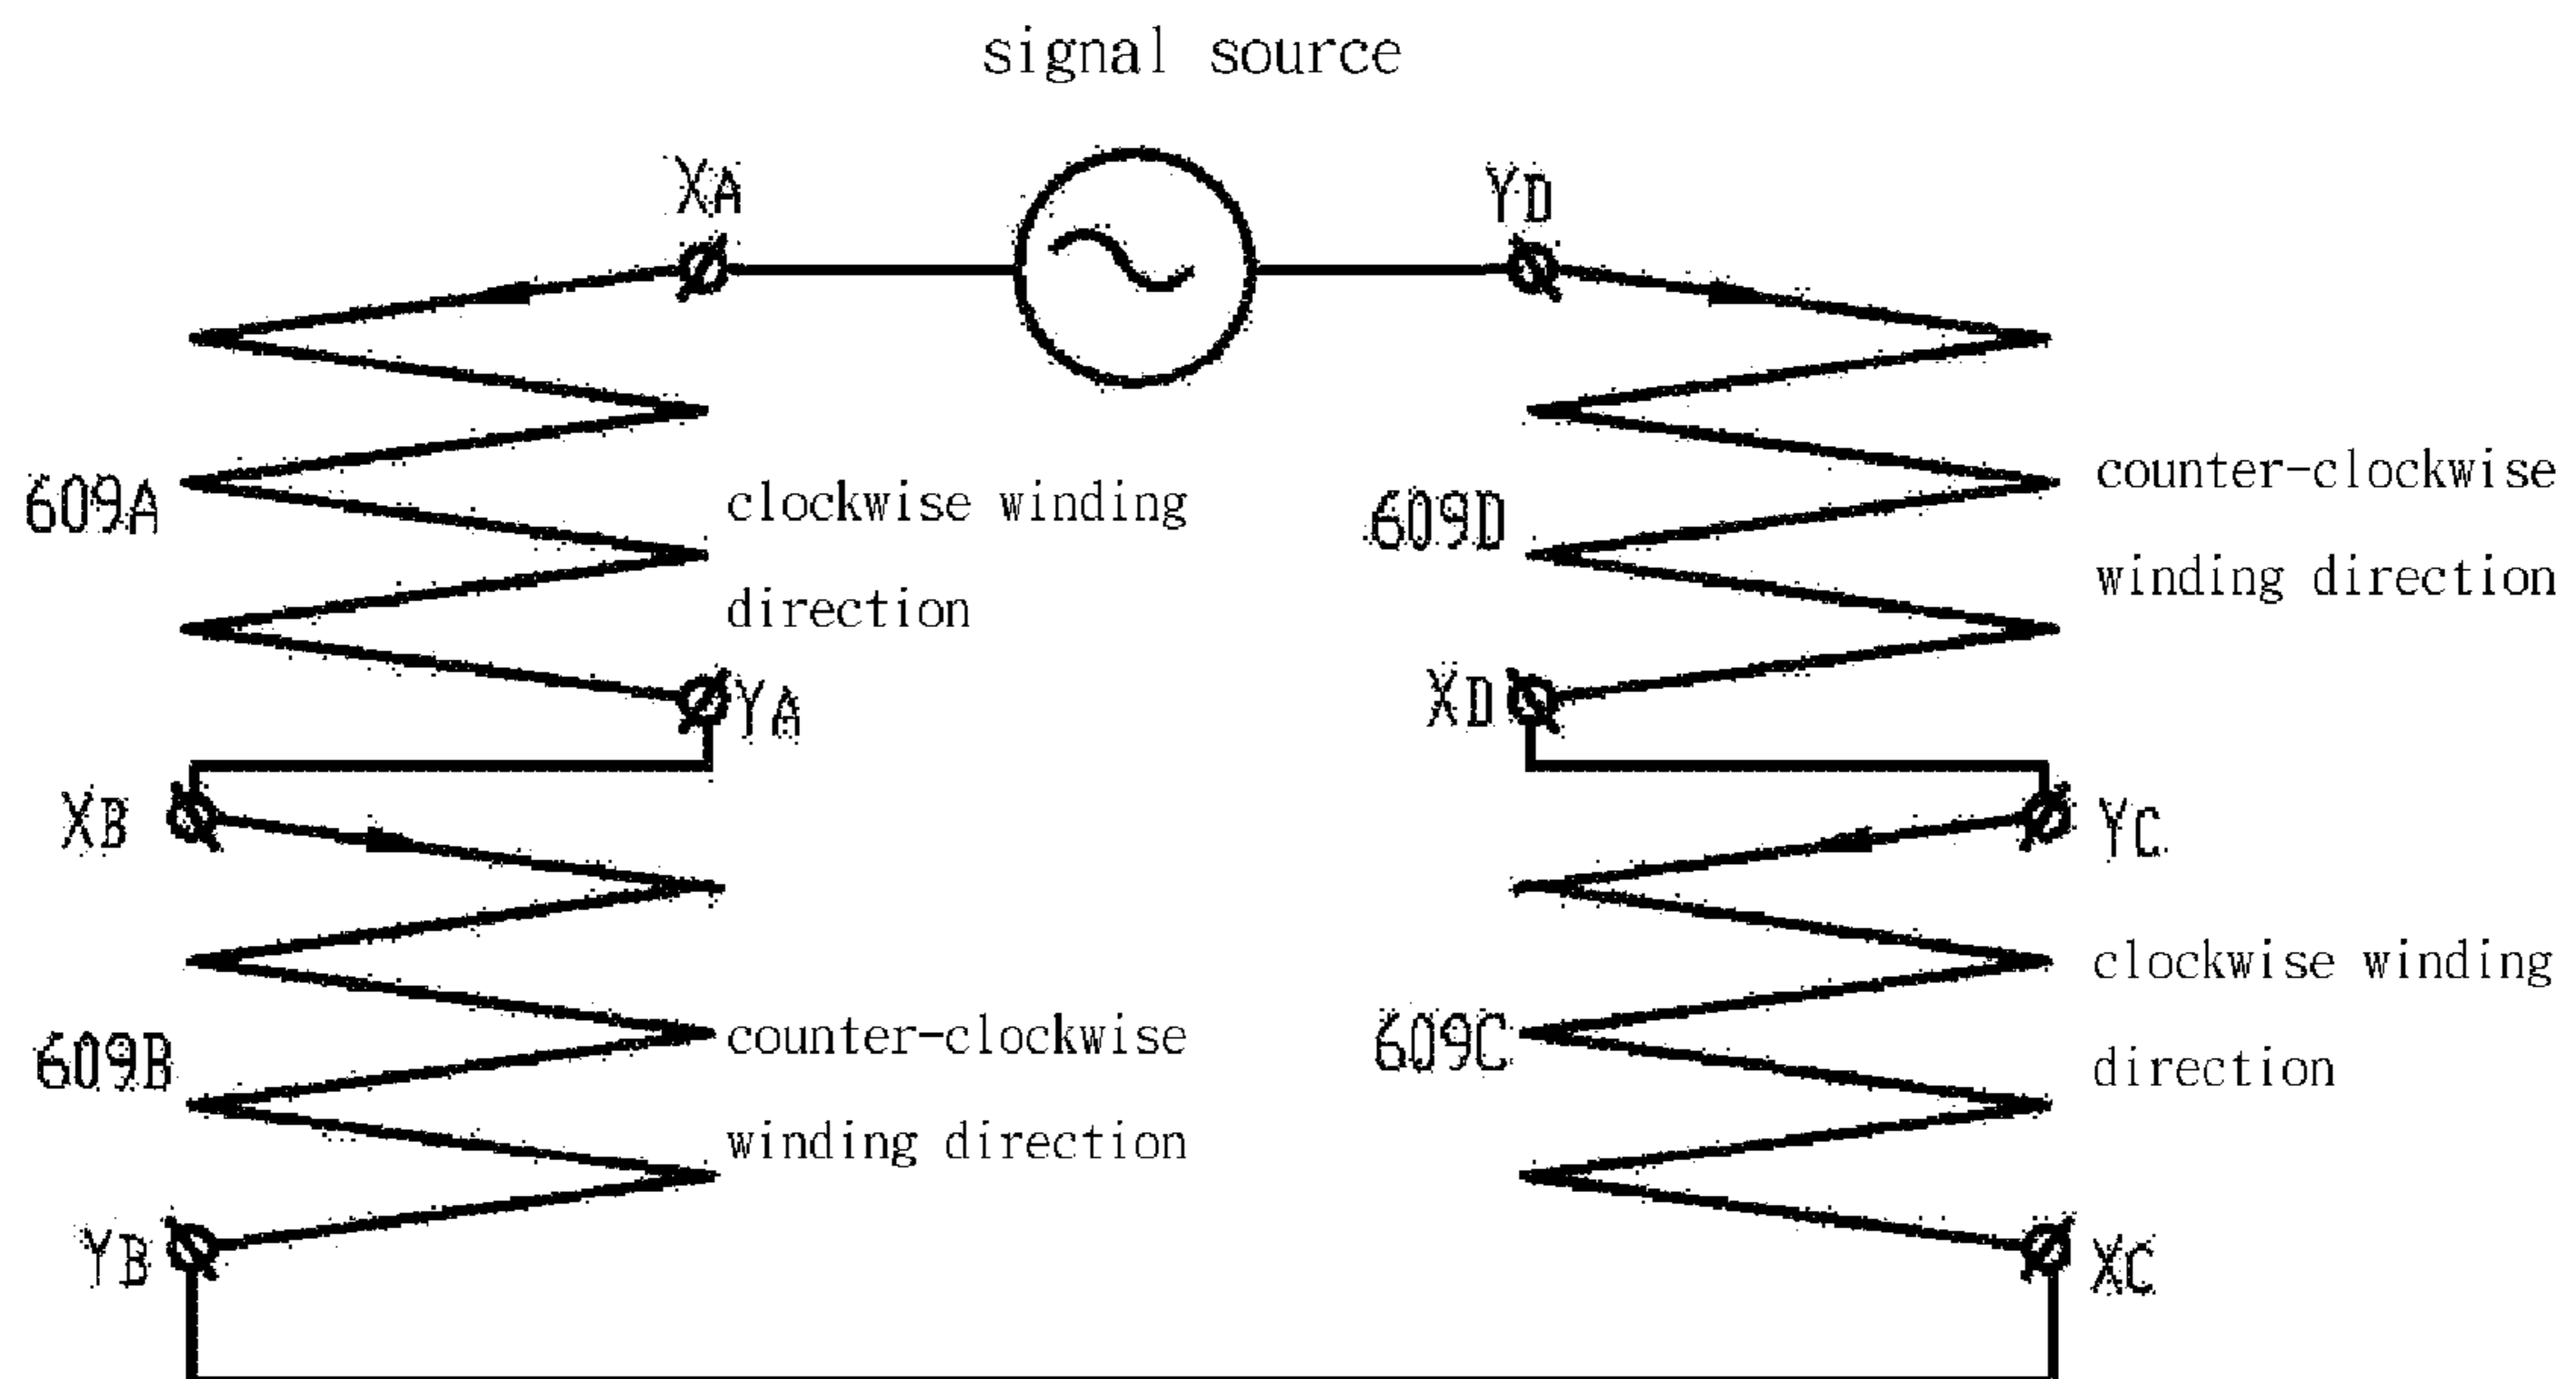 signal source
XA
YD
609A
clockwise winding
direction
609D
counter-clockwise
winding direction
YA
XD
XB
YC
609B
counter-clockwise
winding direction
609C
clockwise winding
direction
YB
XC